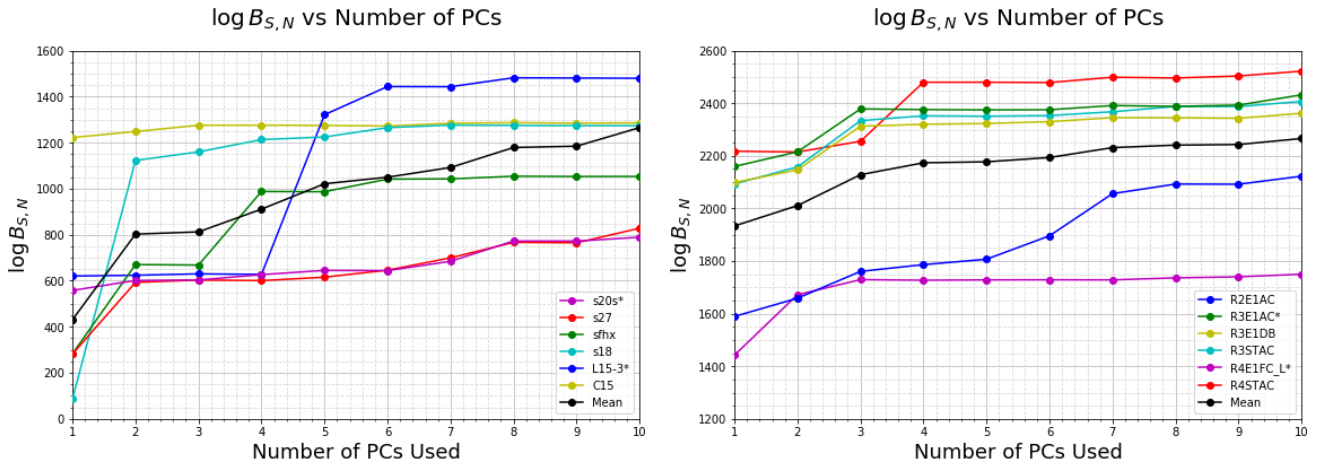 log B_{S,N} vs Number of PCs
log B_{S,N}
1600
1400
1200
1000
800
600
400
200
0
s20s*
s27
sfhx
s18
L15-3*
C15
Mean
1 2 3 4 5 6 7 8 9 10
Number of PCs Used
log B_{S,N} vs Number of PCs
log B_{S,N}
2600
2400
2200
2000
1800
1600
1400
1200
R2E1AC
R3E1AC*
R3E1DB
R3STAC
R4E1FC_L*
R4STAC
Mean
1 2 3 4 5 6 7 8 9 10
Number of PCs Used